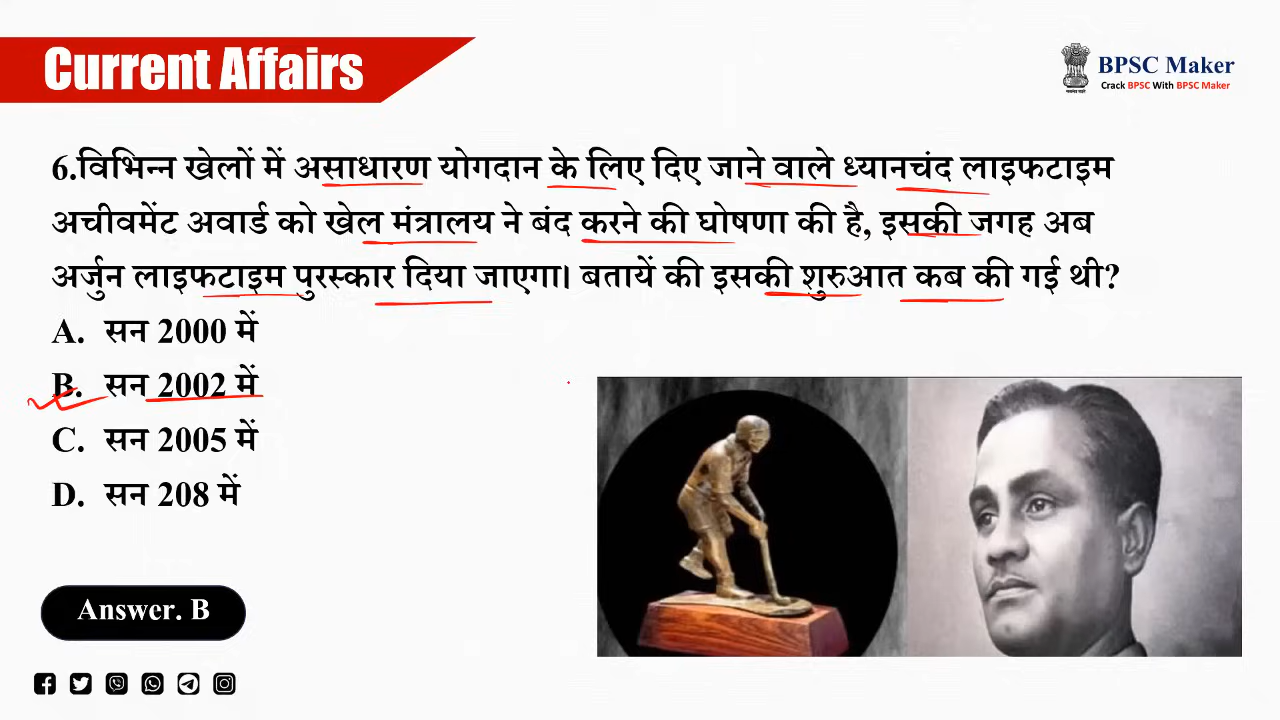 Current Affairs
BPSC Maker
Crack BPSC With BPSC Maker
6.विभिन्न खेलों में असाधारण योगदान के लिए दिए जाने वाले ध्यानचंद लाइफटाइम
अचीवमेंट अवार्ड को खेल मंत्रालय ने बंद करने की घोषणा की है, इसकी जगह अब
अर्जुन लाइफटाइम पुरस्कार दिया जाएगा। बतायें की इसकी शुरुआत कब की गई थी?
A. सन 2000 में
B. सन 2002 में
C. सन 2005 में
D. सन 208 में
Answer. B